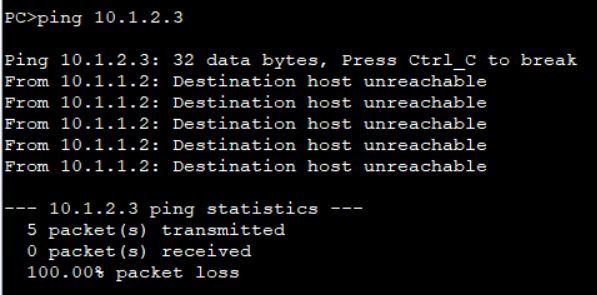 PC>ping 10.1.2.3
Ping 10.1.2.3: 32 data bytes, Press Ctrl_C to break
From 10.1.1.2: Destination host unreachable
From 10.1.1.2: Destination host unreachable
From 10.1.1.2: Destination host unreachable
From 10.1.1.2: Destination host unreachable
From 10.1.1.2: Destination host unreachable
--- 10.1.2.3 ping statistics ---
5 packet(s) transmitted
0 packet(s) received
100.00% packet loss